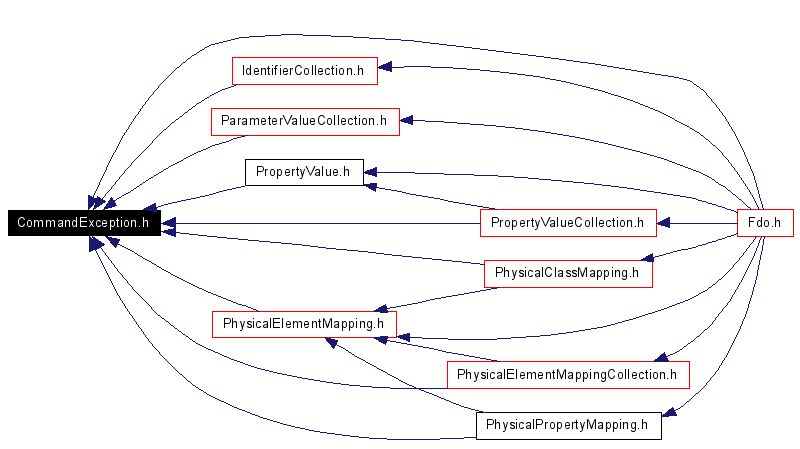 IdentifierCollection.h
ParameterValueCollection.h
PropertyValue.h
CommandException.h
PropertyValueCollection.h
Fdo.h
PhysicalClassMapping.h
PhysicalElementMapping.h
PhysicalElementMappingCollection.h
PhysicalPropertyMapping.h